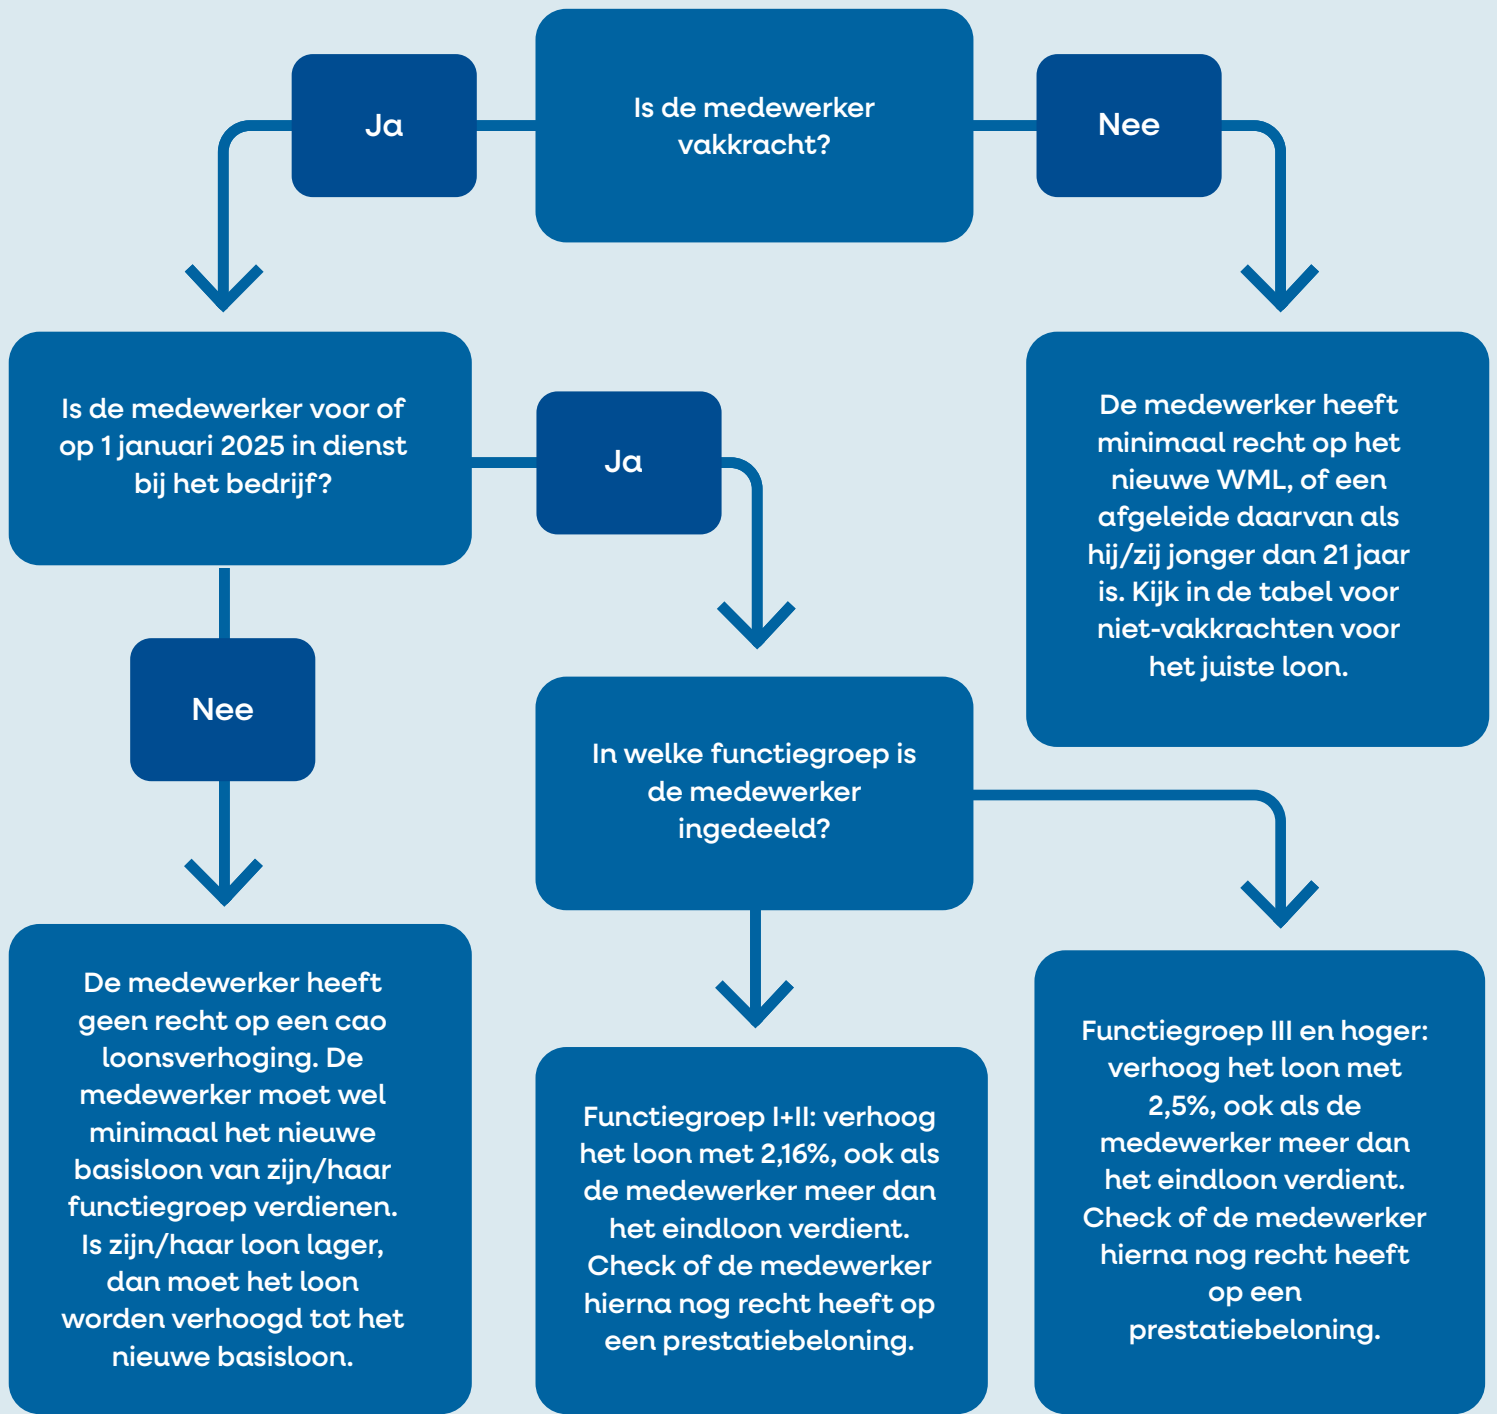 Is de medewerker
vakkracht?
Ja
Nee
Is de medewerker voor of
op 1 januari 2025 in dienst
bij het bedrijf?
Ja
De medewerker heeft
minimaal recht op het
nieuwe WML, of een
afgeleide daarvan als
hij/zij jonger dan 21 jaar
is. Kijk in de tabel voor
niet-vakkrachten voor
het juiste loon.
Nee
In welke functiegroep is
de medewerker
ingedeeld?
De medewerker heeft
geen recht op een cao
loonsverhoging. De
medewerker moet wel
minimaal het nieuwe
basisloon van zijn/haar
functiegroep verdienen.
Is zijn/haar loon lager,
dan moet het loon
worden verhoogd tot het
nieuwe basisloon.
Functiegroep I+II: verhoog
het loon met 2,16%, ook als
de medewerker meer dan
het eindloon verdient.
Check of de medewerker
hierna nog recht heeft op
een prestatiebeloning.
Functiegroep III en hoger:
verhoog het loon met
2,5%, ook als de
medewerker meer dan
het eindloon verdient.
Check of de medewerker
hierna nog recht heeft
op een
prestatiebeloning.